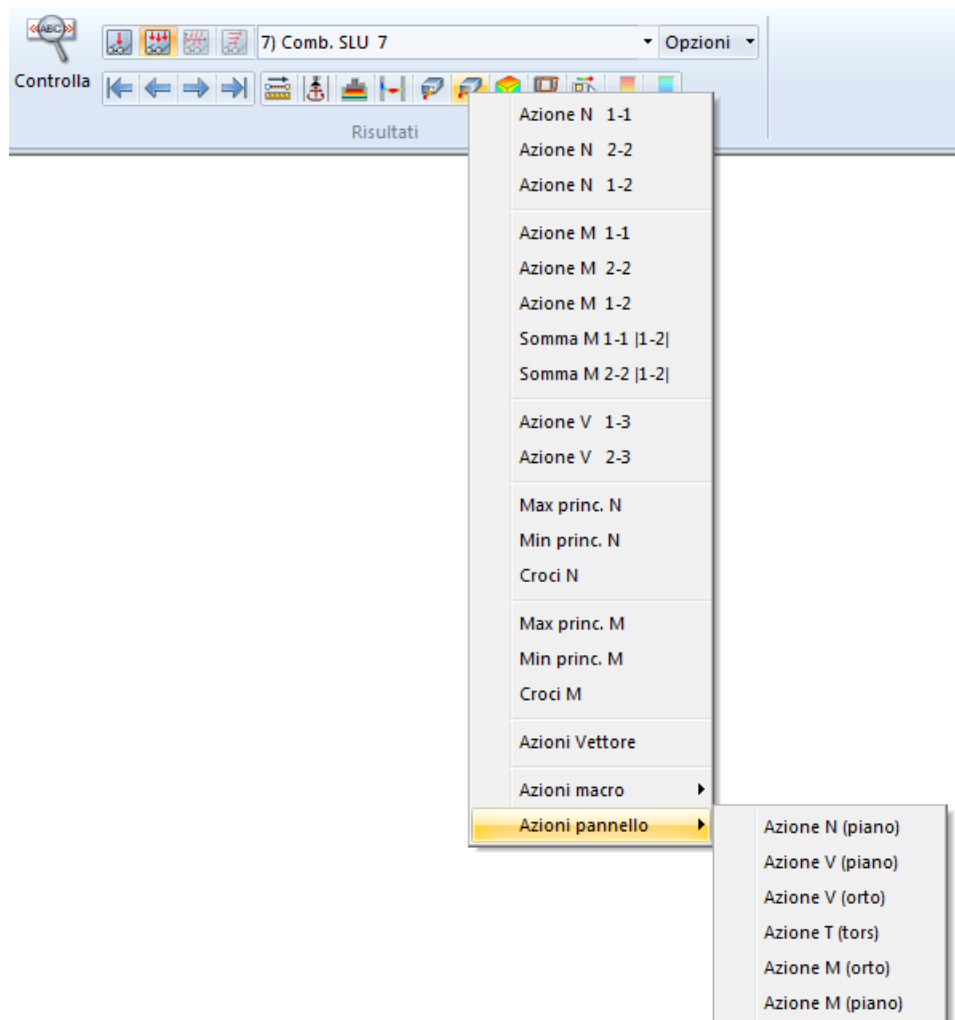 «ABC»
7) Comb. SLU 7
Opzioni
Controlla
Risultati
Azione N 1-1
Azione N 2-2
Azione N 1-2
Azione M 1-1
Azione M 2-2
Azione M 1-2
Somma M 1-1 |1-2|
Somma M 2-2 |1-2|
Azione V 1-3
Azione V 2-3
Max princ. N
Min princ. N
Croci N
Max princ. M
Min princ. M
Croci M
Azioni Vettore
Azioni macro
Azioni pannello
Azione N (piano)
Azione V (piano)
Azione V (orto)
Azione T (tors)
Azione M (orto)
Azione M (piano)